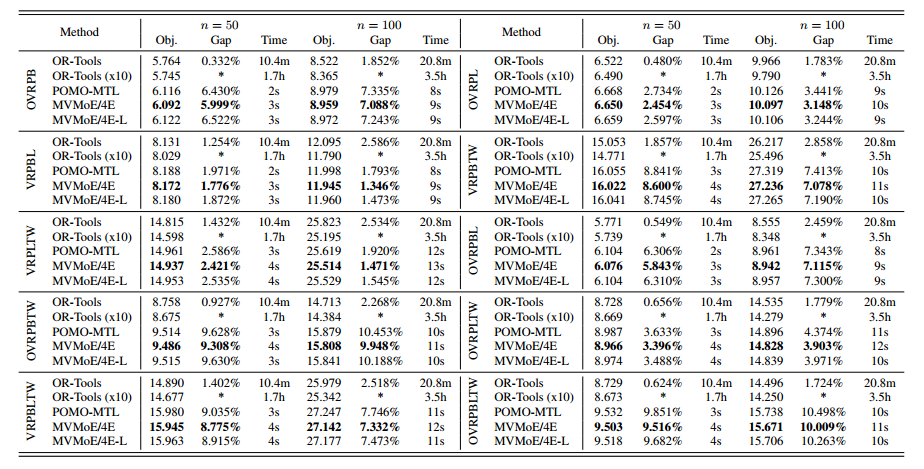 Method n = 50 n = 100 Method n = 50 n = 100
Obj. Gap Time Obj. Gap Time Obj. Gap Time Obj. Gap Time
OVRPB
OR-Tools 5.764 0.332% 10.4m 8.522 1.852% 20.8m
OR-Tools (x10) 5.745 * 1.7h 8.365 * 3.5h
POMO-MTL 6.116 6.430% 2s 8.979 7.335% 8s
MVMoE/4E 6.092 5.999% 3s 8.959 7.088% 9s
MVMoE/4E-L 6.122 6.522% 3s 8.972 7.243% 9s
OVRPL
OR-Tools 6.522 0.480% 10.4m 9.966 1.783% 20.8m
OR-Tools (x10) 6.490 * 1.7h 9.790 * 3.5h
POMO-MTL 6.668 2.734% 2s 10.126 3.441% 9s
MVMoE/4E 6.650 2.454% 3s 10.097 3.148% 10s
MVMoE/4E-L 6.659 2.597% 3s 10.106 3.244% 9s
VRPBL
OR-Tools 8.131 1.254% 10.4m 12.095 2.586% 20.8m
OR-Tools (x10) 8.029 * 1.7h 11.790 * 3.5h
POMO-MTL 8.188 1.971% 2s 11.998 1.793% 8s
MVMoE/4E 8.172 1.776% 3s 11.945 1.346% 9s
MVMoE/4E-L 8.180 1.872% 3s 11.960 1.473% 9s
VRPBTW
OR-Tools 15.053 1.857% 10.4m 26.217 2.858% 20.8m
OR-Tools (x10) 14.771 * 1.7h 25.496 * 3.5h
POMO-MTL 16.055 8.841% 3s 27.319 7.413% 10s
MVMoE/4E 16.022 8.600% 4s 27.236 7.078% 11s
MVMoE/4E-L 16.041 8.745% 4s 27.265 7.190% 10s
VRPLTW
OR-Tools 14.815 1.432% 10.4m 25.823 2.534% 20.8m
OR-Tools (x10) 14.598 * 1.7h 25.195 * 3.5h
POMO-MTL 14.961 2.586% 3s 25.619 1.920% 12s
MVMoE/4E 14.937 2.421% 4s 25.514 1.471% 13s
MVMoE/4E-L 14.953 2.535% 4s 25.529 1.545% 12s
OVRPBL
OR-Tools 5.771 0.549% 10.4m 8.555 2.459% 20.8m
OR-Tools (x10) 5.739 * 1.7h 8.348 * 3.5h
POMO-MTL 6.104 6.306% 2s 8.961 7.343% 8s
MVMoE/4E 6.076 5.843% 3s 8.942 7.115% 9s
MVMoE/4E-L 6.104 6.310% 3s 8.957 7.300% 9s
OVRPBTW
OR-Tools 8.758 0.927% 10.4m 14.713 2.268% 20.8m
OR-Tools (x10) 8.675 * 1.7h 14.384 * 3.5h
POMO-MTL 9.514 9.628% 3s 15.879 10.453% 10s
MVMoE/4E 9.486 9.308% 4s 15.808 9.948% 11s
MVMoE/4E-L 9.515 9.630% 3s 15.841 10.188% 10s
OVRPLTW
OR-Tools 8.728 0.656% 10.4m 14.535 1.779% 20.8m
OR-Tools (x10) 8.669 * 1.7h 14.279 * 3.5h
POMO-MTL 8.987 3.633% 3s 14.896 4.374% 11s
MVMoE/4E 8.966 3.396% 4s 14.828 3.903% 12s
MVMoE/4E-L 8.974 3.488% 4s 14.839 3.971% 10s
VRPBLTW
OR-Tools 14.890 1.402% 10.4m 25.979 2.518% 20.8m
OR-Tools (x10) 14.677 * 1.7h 25.342 * 3.5h
POMO-MTL 15.980 9.035% 3s 27.247 7.746% 11s
MVMoE/4E 15.945 8.775% 4s 27.142 7.332% 12s
MVMoE/4E-L 15.963 8.915% 4s 27.177 7.473% 11s
OVRPBLTW
OR-Tools 8.729 0.624% 10.4m 14.496 1.724% 20.8m
OR-Tools (x10) 8.673 * 1.7h 14.250 * 3.5h
POMO-MTL 9.532 9.851% 3s 15.738 10.498% 10s
MVMoE/4E 9.503 9.516% 4s 15.671 10.009% 11s
MVMoE/4E-L 9.518 9.682% 4s 15.706 10.263% 10s